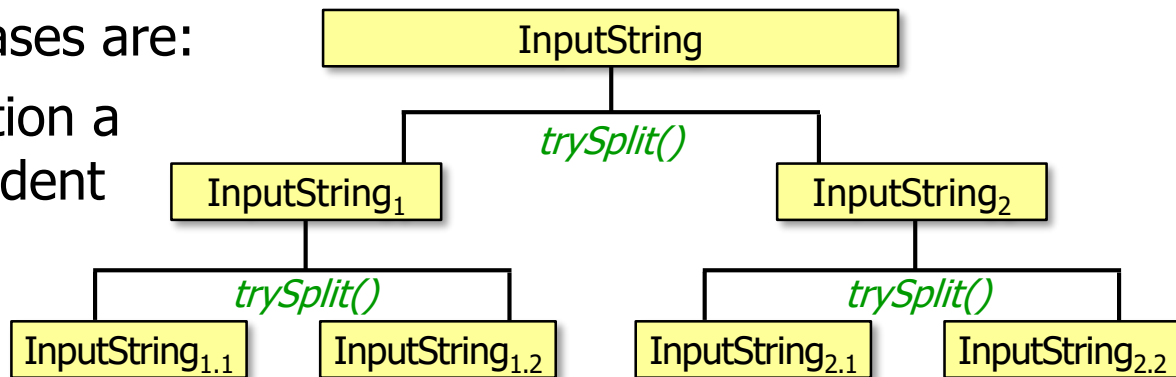 ases are:
tion a
dent
InputString
trySplit()
InputString₁ InputString₂
trySplit() trySplit()
InputString₁.₁ InputString₁.₂ InputString₂.₁ InputString₂.₂